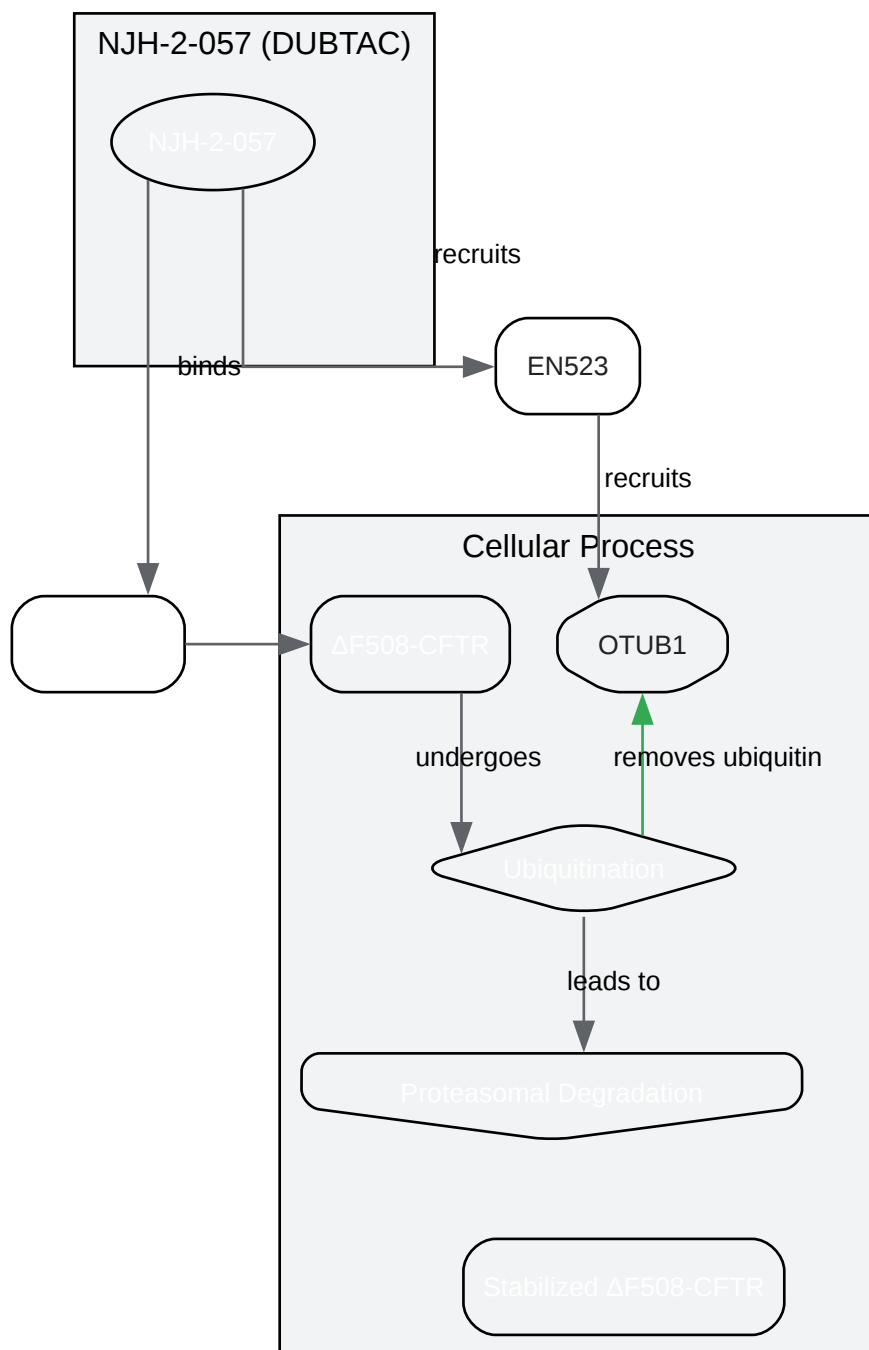 NJH-2-057 (DUBTAC)
NJH-2-057
recruits
binds
EN523
recruits
Cellular Process
ΔF508-CFTR
OTUB1
undergoes
removes ubiquitin
Ubiquitination
leads to
Proteasomal Degradation
Stabilized ΔF508-CFTR